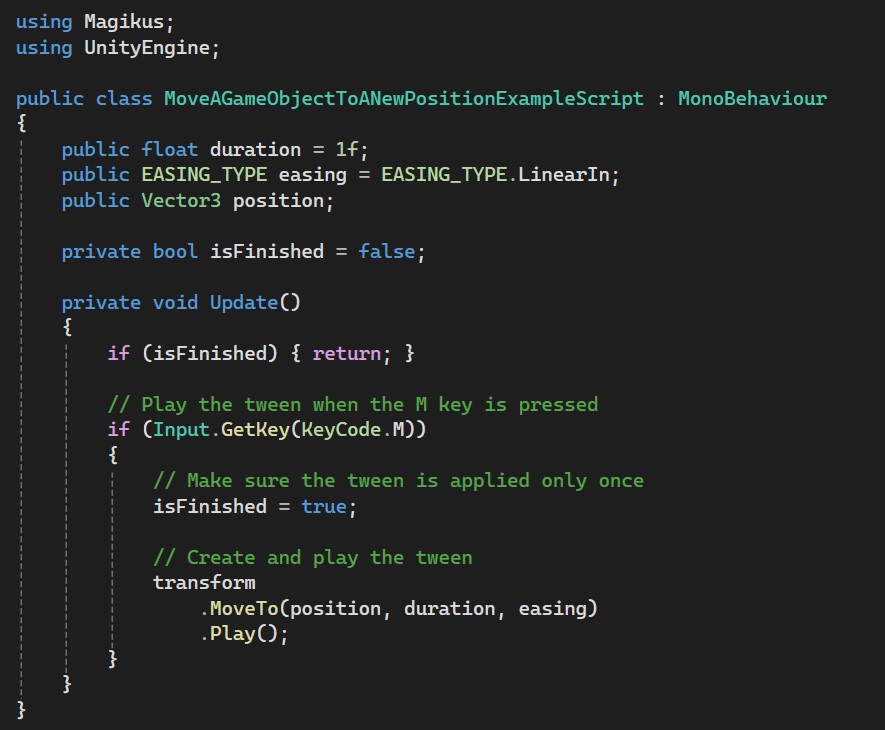 using Magikus;
using UnityEngine;

public class MoveAGameObjectToANewPositionExampleScript : MonoBehaviour
{
    public float duration = 1f;
    public EASING_TYPE easing = EASING_TYPE.LinearIn;
    public Vector3 position;

    private bool isFinished = false;

    private void Update()
    {
        if (isFinished) { return; }

        // Play the tween when the M key is pressed
        if (Input.GetKey(KeyCode.M))
        {
            // Make sure the tween is applied only once
            isFinished = true;

            // Create and play the tween
            transform
                .MoveTo(position, duration, easing)
                .Play();
        }
    }
}